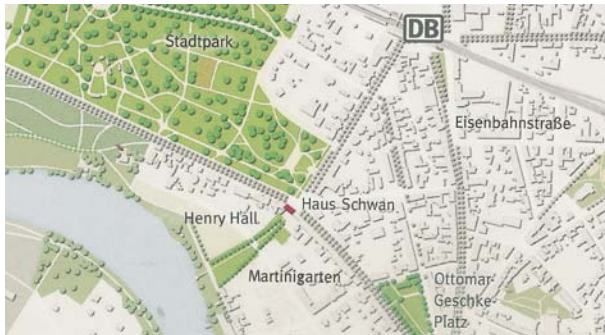 DB
Stadtpark
Eisenbahnstraße
Haus Schwan
Henry Hall
Martinigarten
Ottomar-
Geschke-
Platz